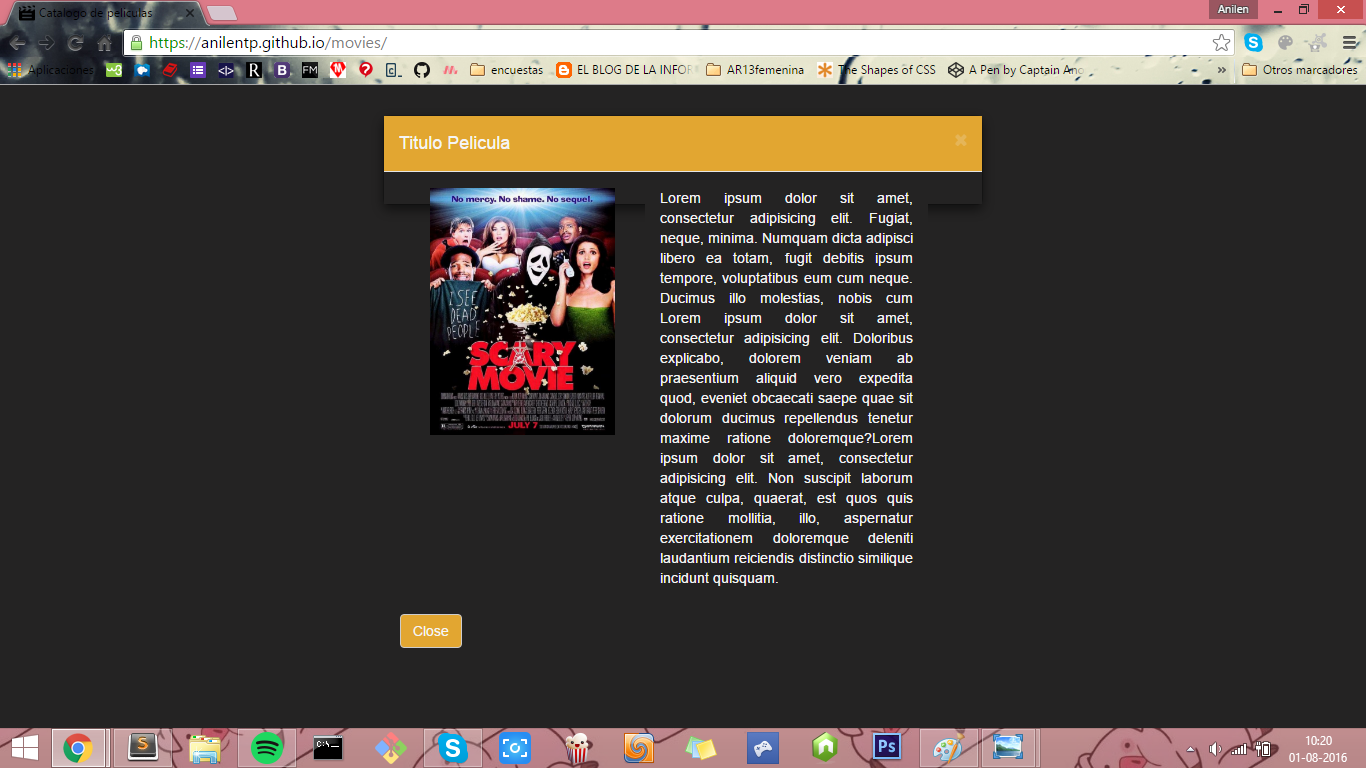 Catalogo de peliculas
Anilen
https://anilentp.github.io/movies/
Aplicaciones
encuestas
EL BLOG DE LA INFOR
AR13femenina
The Shapes of CSS
A Pen by Captain Ano
Otros marcadores
Titulo Pelicula
No mercy. No shame. No sequel.
I SEE
DEAD
PEOPLE
SCARY
MOVIE
JULY 7
Lorem ipsum dolor sit amet,
consectetur adipisicing elit. Fugiat,
neque, minima. Numquam dicta adipisci
libero ea totam, fugit debitis ipsum
tempore, voluptatibus eum cum neque.
Ducimus illo molestias, nobis cum
Lorem ipsum dolor sit amet,
consectetur adipisicing elit. Doloribus
explicabo, dolorem veniam ab
praesentium aliquid vero expedita
quod, eveniet obcaecati saepe quae sit
dolorum ducimus repellendus tenetur
maxime ratione doloremque?Lorem
ipsum dolor sit amet, consectetur
adipisicing elit. Non suscipit laborum
atque culpa, quaerat, est quos quis
ratione mollitia, illo, aspernatur
exercitationem doloremque deleniti
laudantium reiciendis distinctio similique
incidunt quisquam.
Close
10:20
01-08-2016